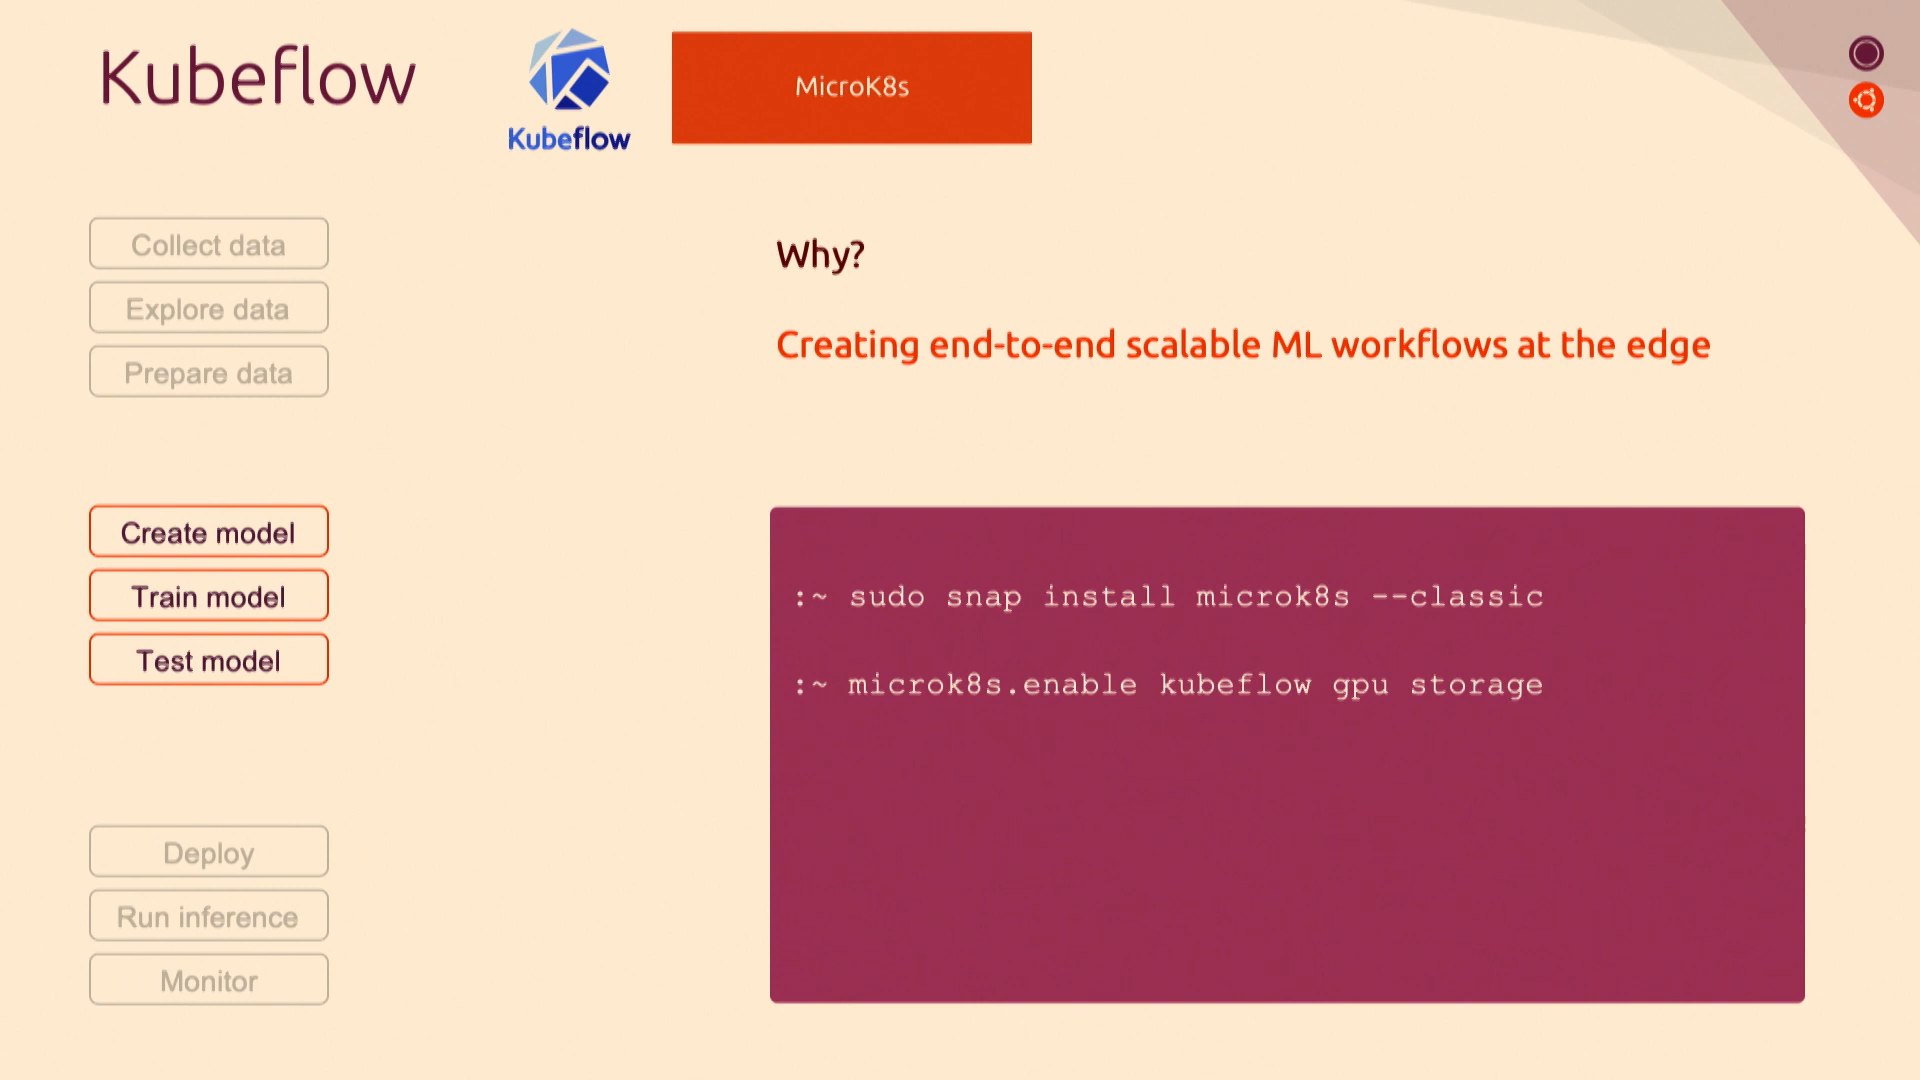 Kubeflow
Kubeflow
MicroK8s
Collect data
Explore data
Prepare data
Create model
Train model
Test model
Deploy
Run inference
Monitor
Why?
Creating end-to-end scalable ML workflows at the edge
:~ sudo snap install microk8s --classic
:~ microk8s.enable kubeflow gpu storage